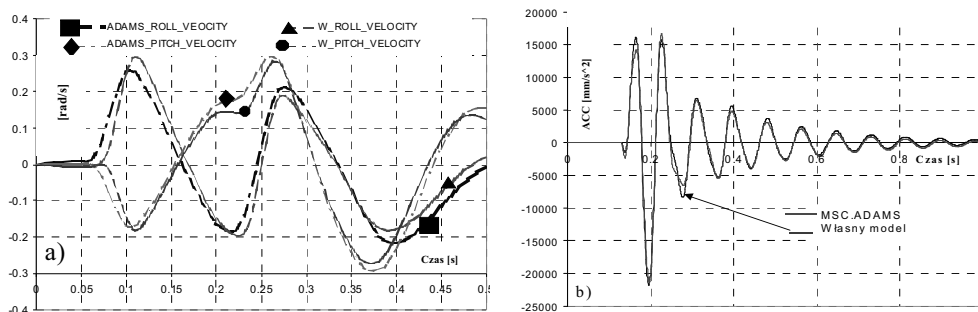 0.4
0.3
0.2
0.1
0
-0.1
-0.2
-0.3
-0.4
[rad/s]
ADAMS_ROLL_VEOCITY
W_ROLL_VELOCITY
ADAMS_PITCH_VELOCITY
W_PITCH_VELOCITY
a)
Czas [s]
0 0.05 0.1 0.15 0.2 0.25 0.3 0.35 0.4 0.45
20000
15000
10000
5000
0
-5000
-10000
-15000
-20000
-25000
ACC [mm/s^2]
0 0.2 0.4 0.6 0.8
Czas [s]
MSC.ADAMS
Własny model
b)